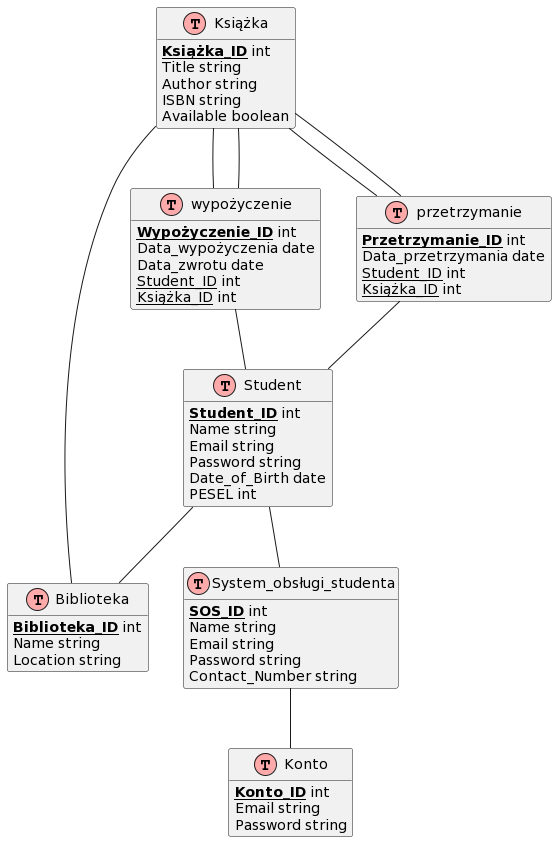 T Książka
Książka_ID int
Title string
Author string
ISBN string
Available boolean
T wypożyczenie
Wypożyczenie_ID int
Data_wypożyczenia date
Data_zwrotu date
Student_ID int
Książka_ID int
T przetrzymanie
Przetrzymanie_ID int
Data_przetrzymania date
Student_ID int
Książka_ID int
T Student
Student_ID int
Name string
Email string
Password string
Date_of_Birth date
PESEL int
T Biblioteka
Biblioteka_ID int
Name string
Location string
T System_obsługi_studenta
SOS_ID int
Name string
Email string
Password string
Contact_Number string
T Konto
Konto_ID int
Email string
Password string